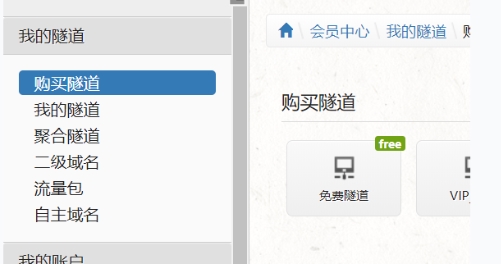 我的隧道
购买隧道
我的隧道
聚合隧道
二级域名
流量包
自主域名
我的账户
会员中心 \ 我的隧道 \
购买隧道
free
免费隧道
VIP